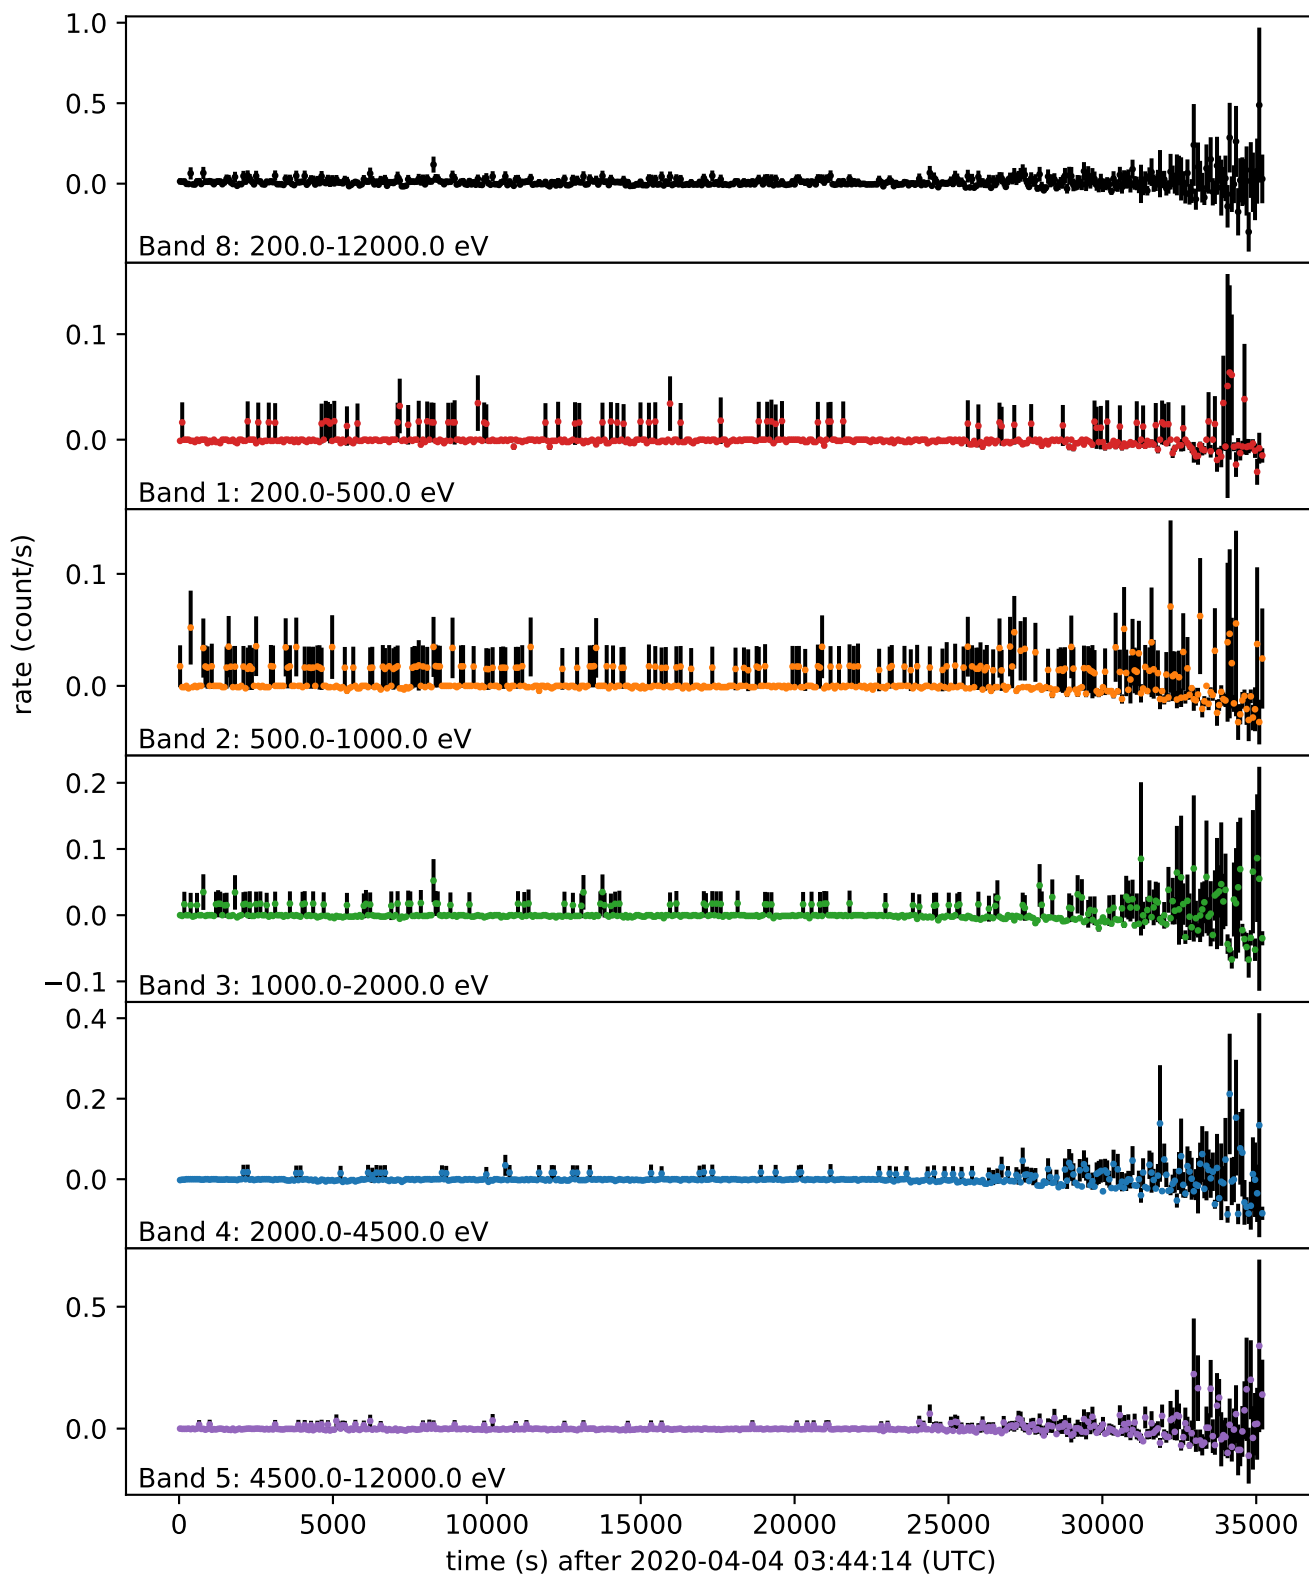 1.0
0.5
0.0
Band 8: 200.0-12000.0 eV
0.1
0.0
Band 1: 200.0-500.0 eV
rate (count/s)
0.1
0.0
Band 2: 500.0-1000.0 eV
0.2
0.1
0.0
−0.1
Band 3: 1000.0-2000.0 eV
0.4
0.2
0.0
Band 4: 2000.0-4500.0 eV
0.5
0.0
Band 5: 4500.0-12000.0 eV
0 5000 10000 15000 20000 25000 30000 35000
time (s) after 2020-04-04 03:44:14 (UTC)